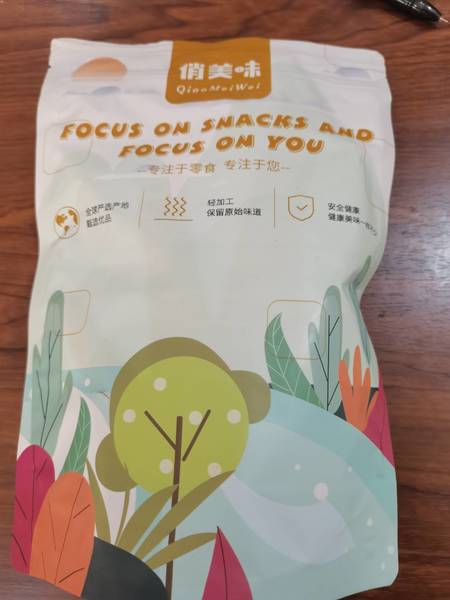 俏美味
QiaoMeiWei
FOCUS ON SNACKS AND
FOCUS ON YOU
--专注于零食 专注于您--
全球严选产地
甄选优品
轻加工
保留原始味道
安全健康
健康美味